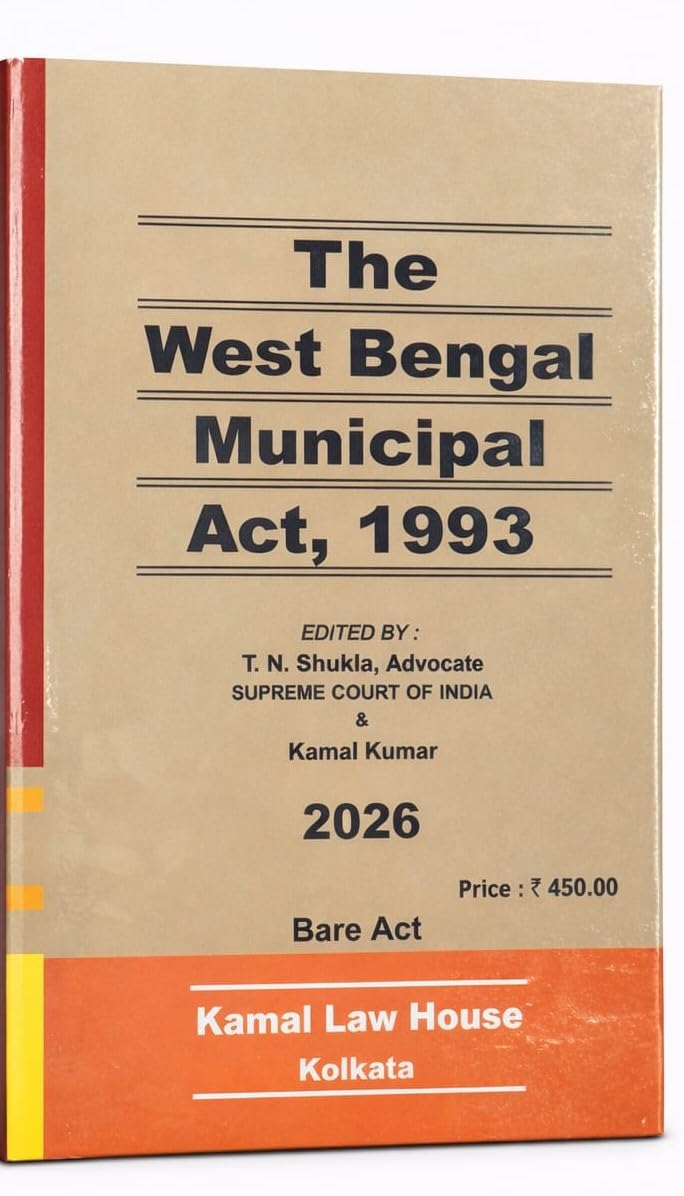 The
West Bengal
Municipal
Act, 1993
EDITED BY :
T. N. Shukla, Advocate
SUPREME COURT OF INDIA
&
Kamal Kumar
2026
Price : ₹ 450.00
Bare Act
Kamal Law House
Kolkata